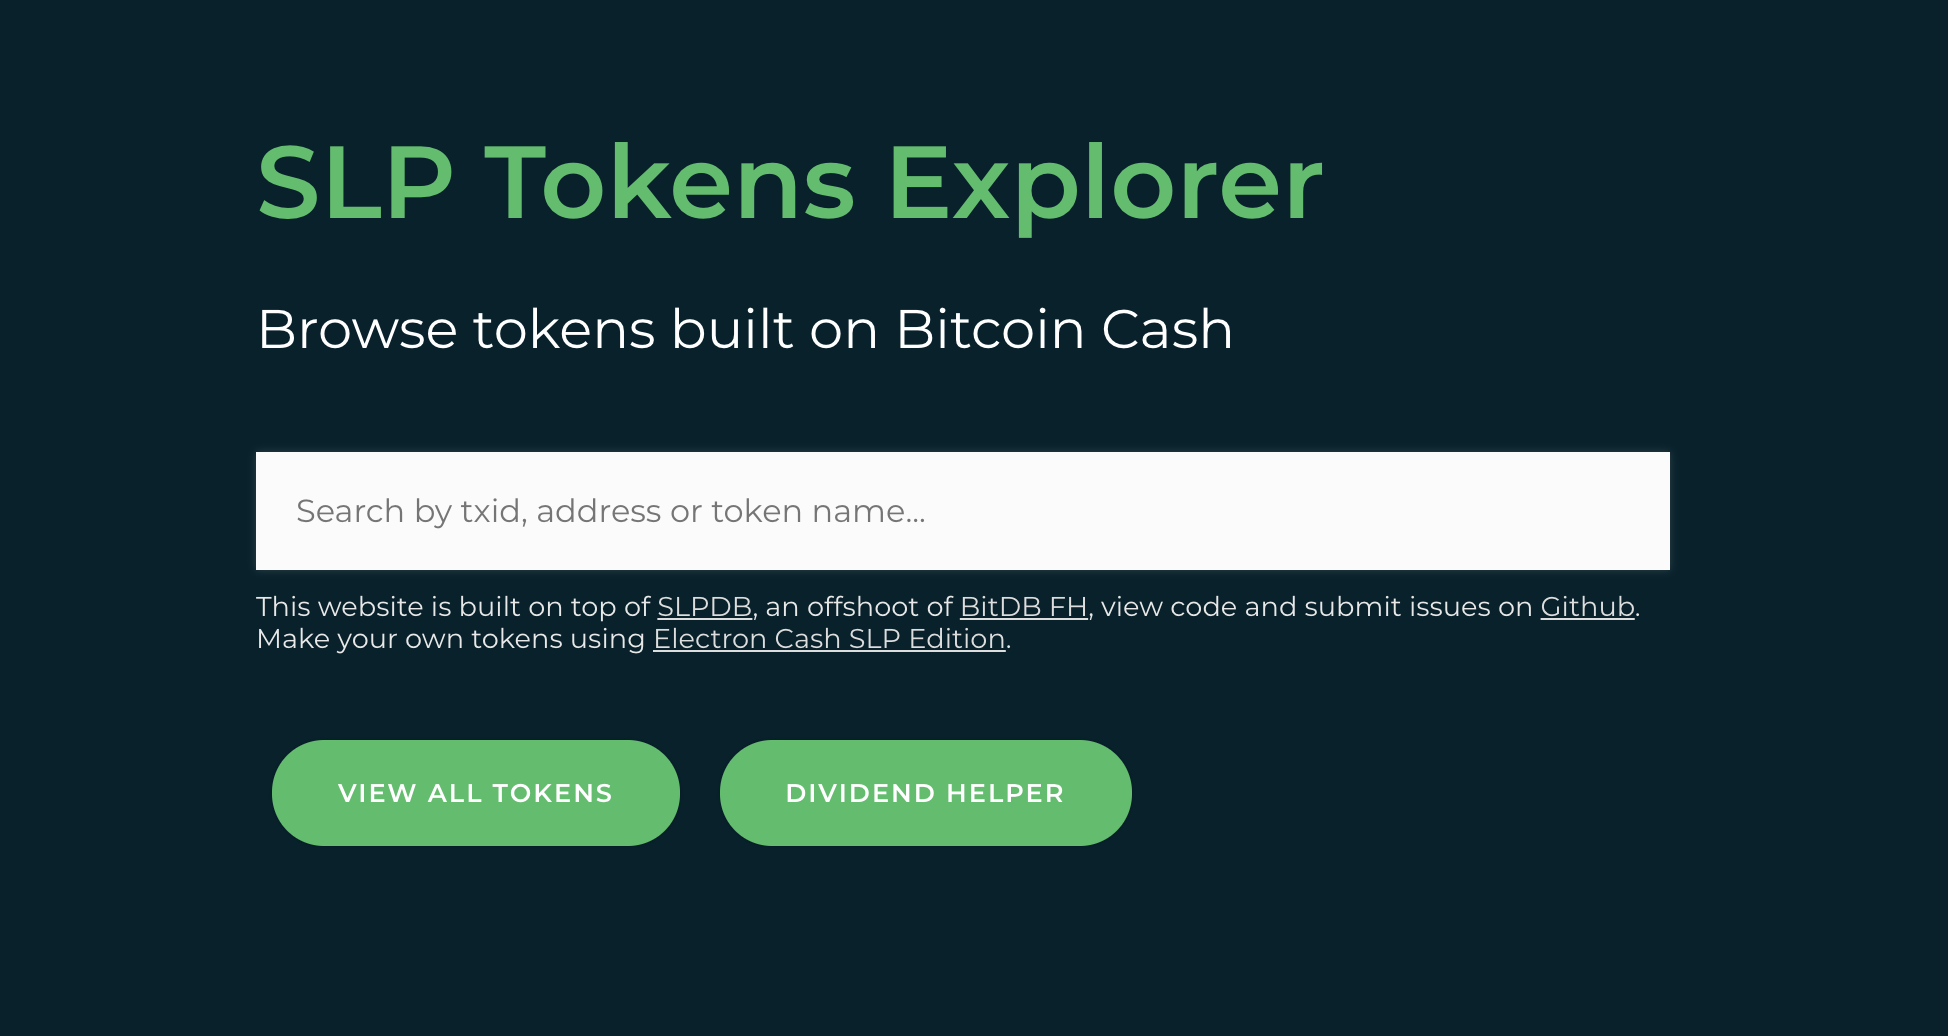 SLP Tokens Explorer
Browse tokens built on Bitcoin Cash
Search by txid, address or token name...
This website is built on top of SLPDB, an offshoot of BitDB FH, view code and submit issues on Github.
Make your own tokens using Electron Cash SLP Edition.
VIEW ALL TOKENS DIVIDEND HELPER